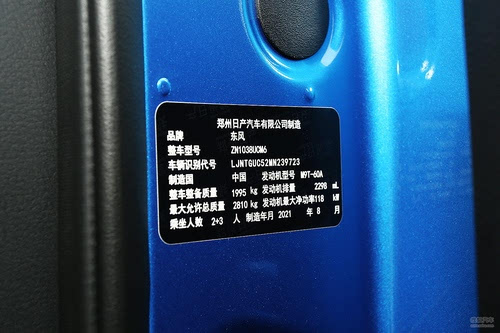 郑州日产汽车有限公司制造
品牌 东风
整车型号 ZN1038UCM6
车辆识别代号 LJNTGUC52MN239723
制造国 中国 发动机型号 M9T-60A
整车整备质量 1995 kg 发动机排量 2298 mL
最大允许总质量 2810 kg 发动机最大净功率118 kW
乘坐人数 2+3 人 制造年月 2021 年 8 月